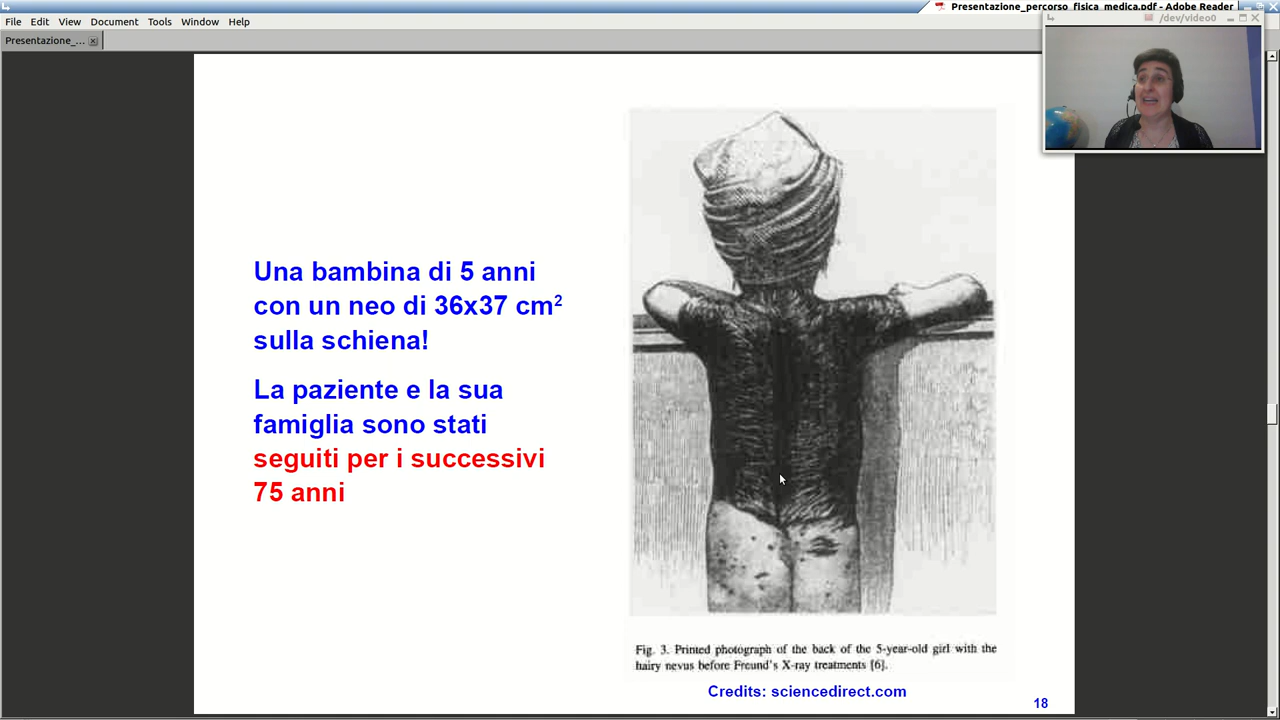 Presentazione_percorso_fisica_medica.pdf - Adobe Reader
File Edit View Document Tools Window Help
/dev/video0
Presentazione_...
Una bambina di 5 anni
con un neo di 36x37 cm²
sulla schiena!
La paziente e la sua
famiglia sono stati
seguiti per i successivi
75 anni
Fig. 3. Printed photograph of the back of the 5-year-old girl with the
hairy nevus before Freund's X-ray treatments [6].
Credits: sciencedirect.com
18